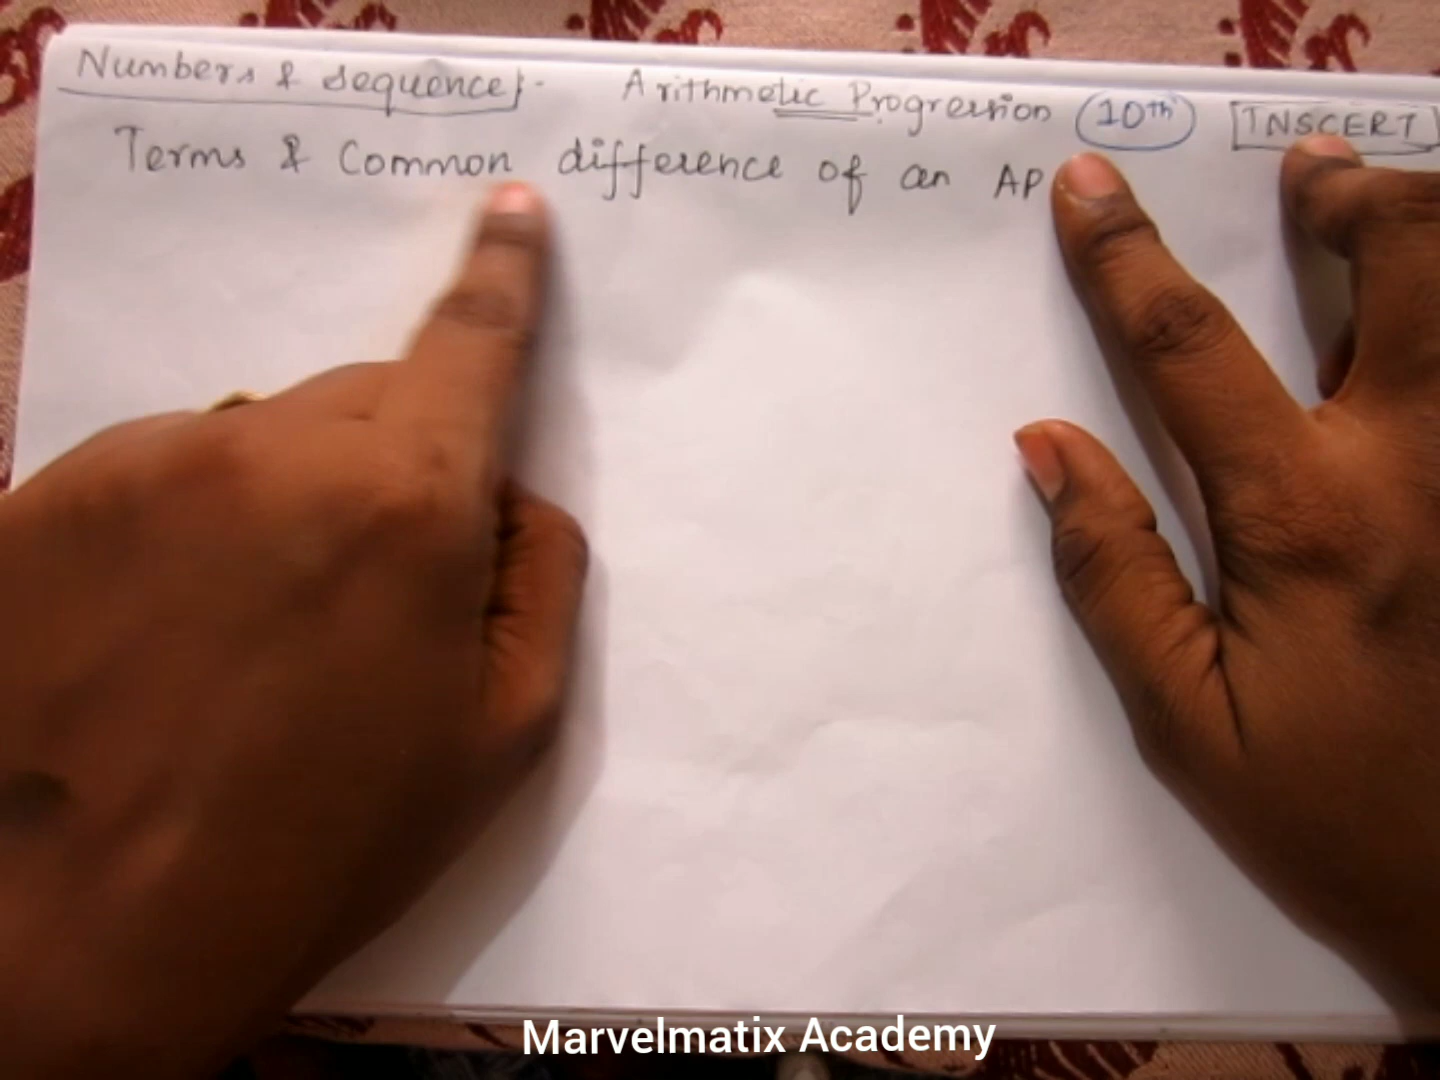 Numbers & Sequence:- Arithmetic Progression 10th TNSCERT
Terms & Common difference of an AP
Marvelmatix Academy